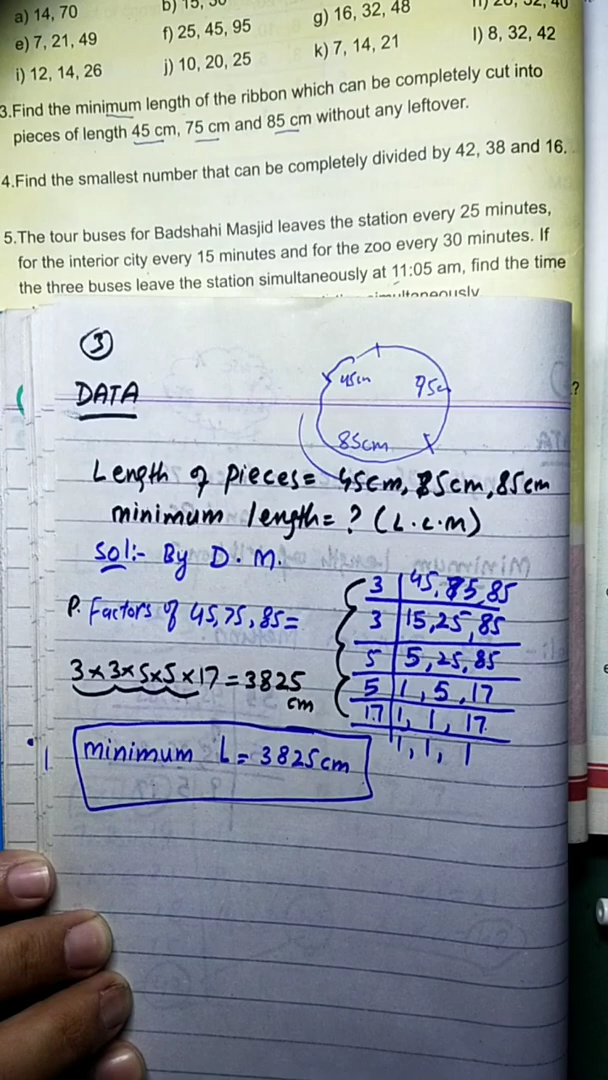 a) 14, 70
e) 7, 21, 49
f) 25, 45, 95
g) 16, 32, 48
i) 12, 14, 26
j) 10, 20, 25
k) 7, 14, 21
l) 8, 32, 42
3.Find the minimum length of the ribbon which can be completely cut into
pieces of length 45 cm, 75 cm and 85 cm without any leftover.
4.Find the smallest number that can be completely divided by 42, 38 and 16.
5.The tour buses for Badshahi Masjid leaves the station every 25 minutes,
for the interior city every 15 minutes and for the zoo every 30 minutes. If
the three buses leave the station simultaneously at 11:05 am, find the time
simultaneously
3
DATA
45cm
85cm
Length of pieces= 45cm, 75cm, 85cm
minimum length= ? (L.C.M)
Sol:- By D.M.
P. Factors of 45,75,85=
3×3×5×5×17=3825
cm
3 | 45, 75, 85
3 | 15, 25, 85
5 | 5, 25, 85
5 | 1, 5, 17
17 | 1, 1, 17
1, 1, 1
minimum L = 3825cm